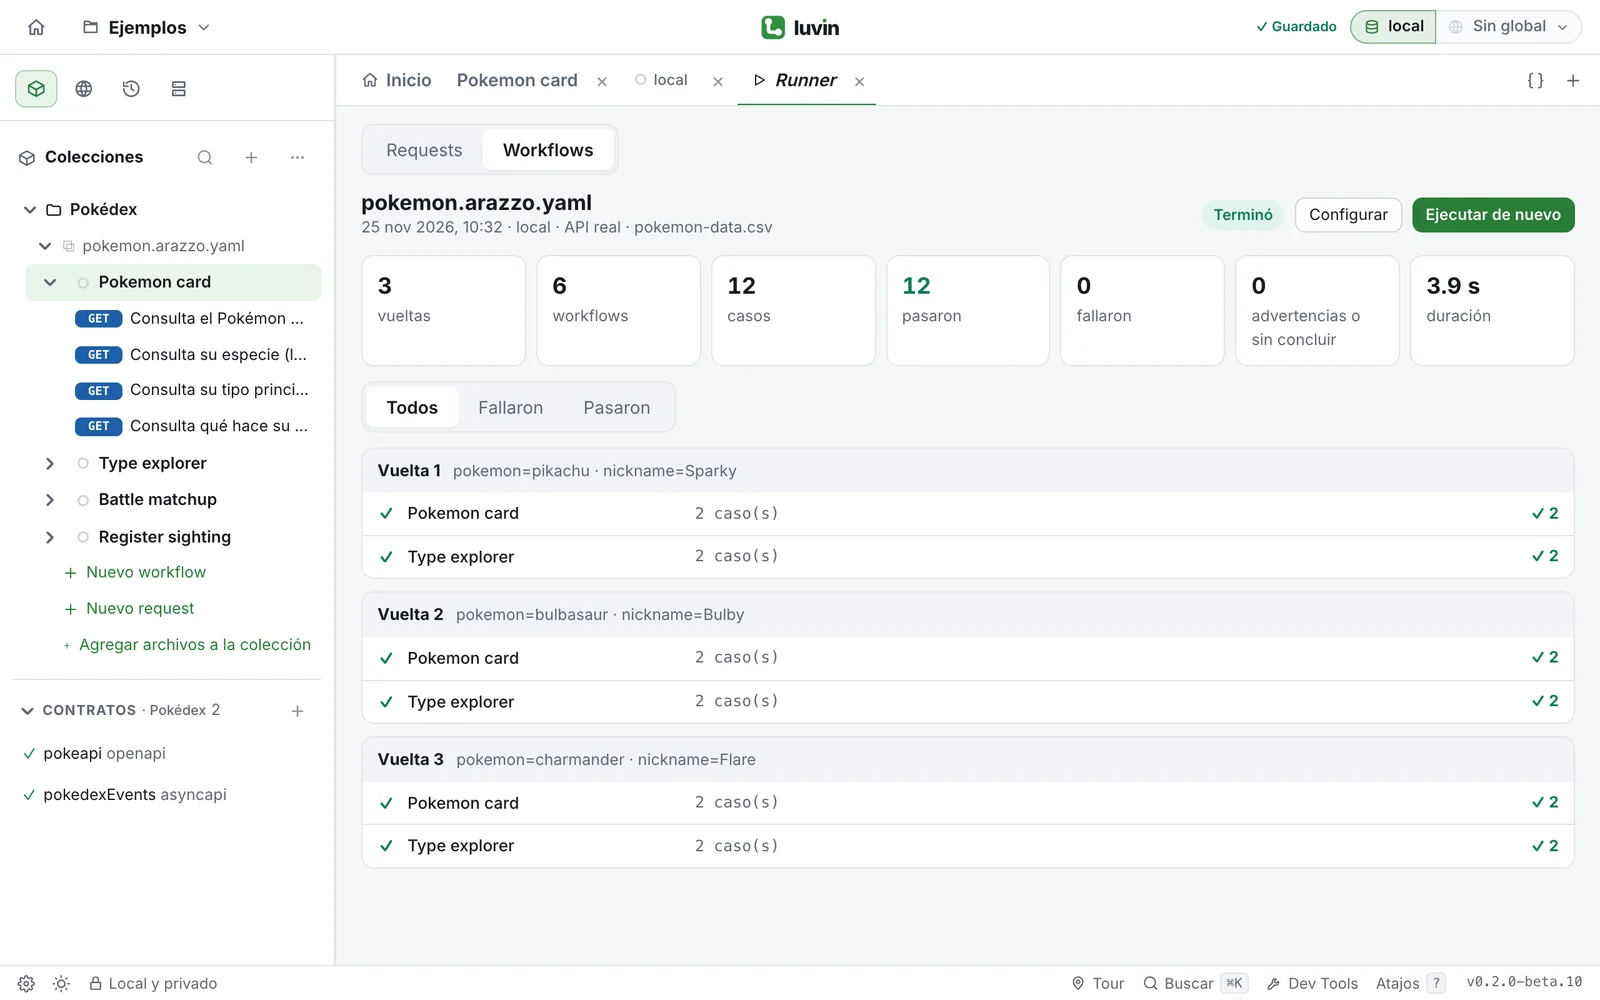 Ejemplos
luvin
Guardado
local
Sin global
Inicio
Pokemon card
local
Runner
{ }
Colecciones
Pokédex
pokemon.arazzo.yaml
Pokemon card
GET Consulta el Pokémon ...
GET Consulta su especie (l...
GET Consulta su tipo princi...
GET Consulta qué hace su ...
Type explorer
Battle matchup
Register sighting
+ Nuevo workflow
+ Nuevo request
+ Agregar archivos a la colección
CONTRATOS · Pokédex 2
pokeapi openapi
pokedexEvents asyncapi
Requests
Workflows
pokemon.arazzo.yaml
25 nov 2026, 10:32 · local · API real · pokemon-data.csv
Terminó
Configurar
Ejecutar de nuevo
3
vueltas
6
workflows
12
casos
12
pasaron
0
fallaron
0
advertencias o
sin concluir
3.9 s
duración
Todos
Fallaron
Pasaron
Vuelta 1 pokemon=pikachu · nickname=Sparky
Pokemon card 2 caso(s) ✓ 2
Type explorer 2 caso(s) ✓ 2
Vuelta 2 pokemon=bulbasaur · nickname=Bulby
Pokemon card 2 caso(s) ✓ 2
Type explorer 2 caso(s) ✓ 2
Vuelta 3 pokemon=charmander · nickname=Flare
Pokemon card 2 caso(s) ✓ 2
Type explorer 2 caso(s) ✓ 2
Local y privado
Tour
Buscar ⌘K
Dev Tools
Atajos ?
v0.2.0-beta.10